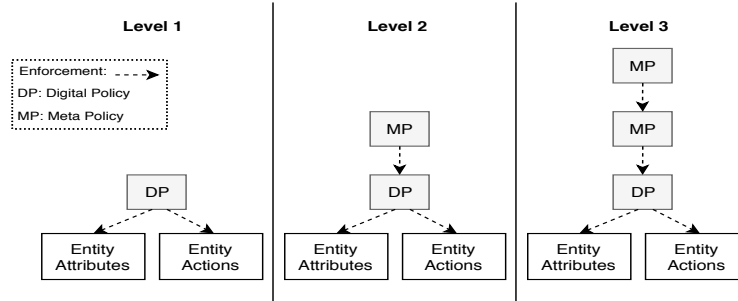 Level 1
Level 2
Level 3
Enforcement:
DP: Digital Policy
MP: Meta Policy
DP
Entity
Attributes
Entity
Actions
MP
DP
Entity
Attributes
Entity
Actions
MP
MP
DP
Entity
Attributes
Entity
Actions